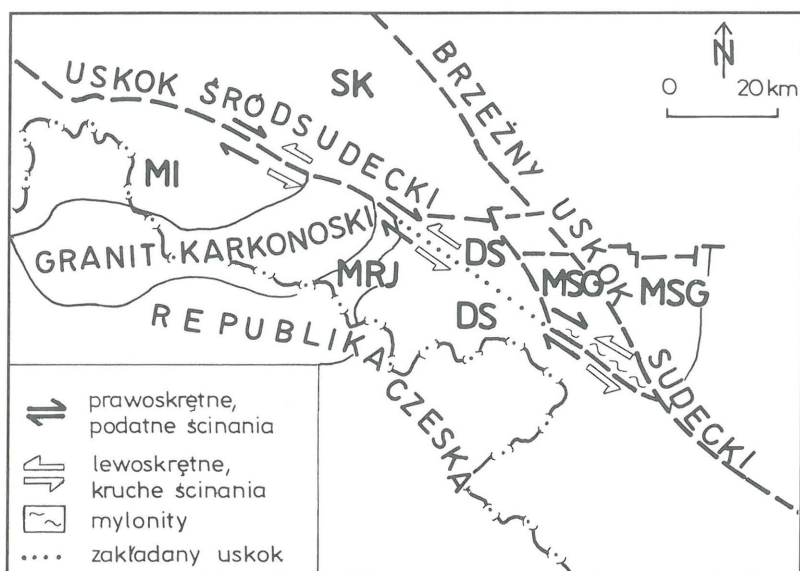 USKOK ŚRÓDSUDECKI
SK
BRZEŻNY USKOK SUDECKI
N
0 20 km
MI
GRANIT KARKONOSKI
MRJ
DS
DS
MSG
MSG
REPUBLIKA CZESKA
prawoskrętne,
podatne ścinania
lewoskrętne,
kruche ścinania
mylonity
zakładany uskok